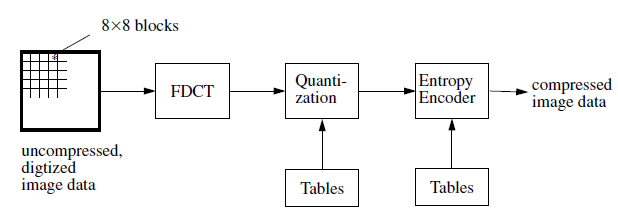 8×8 blocks
FDCT
Quanti-
zation
Entropy
Encoder
compressed
image data
uncompressed,
digtized
image data
Tables
Tables